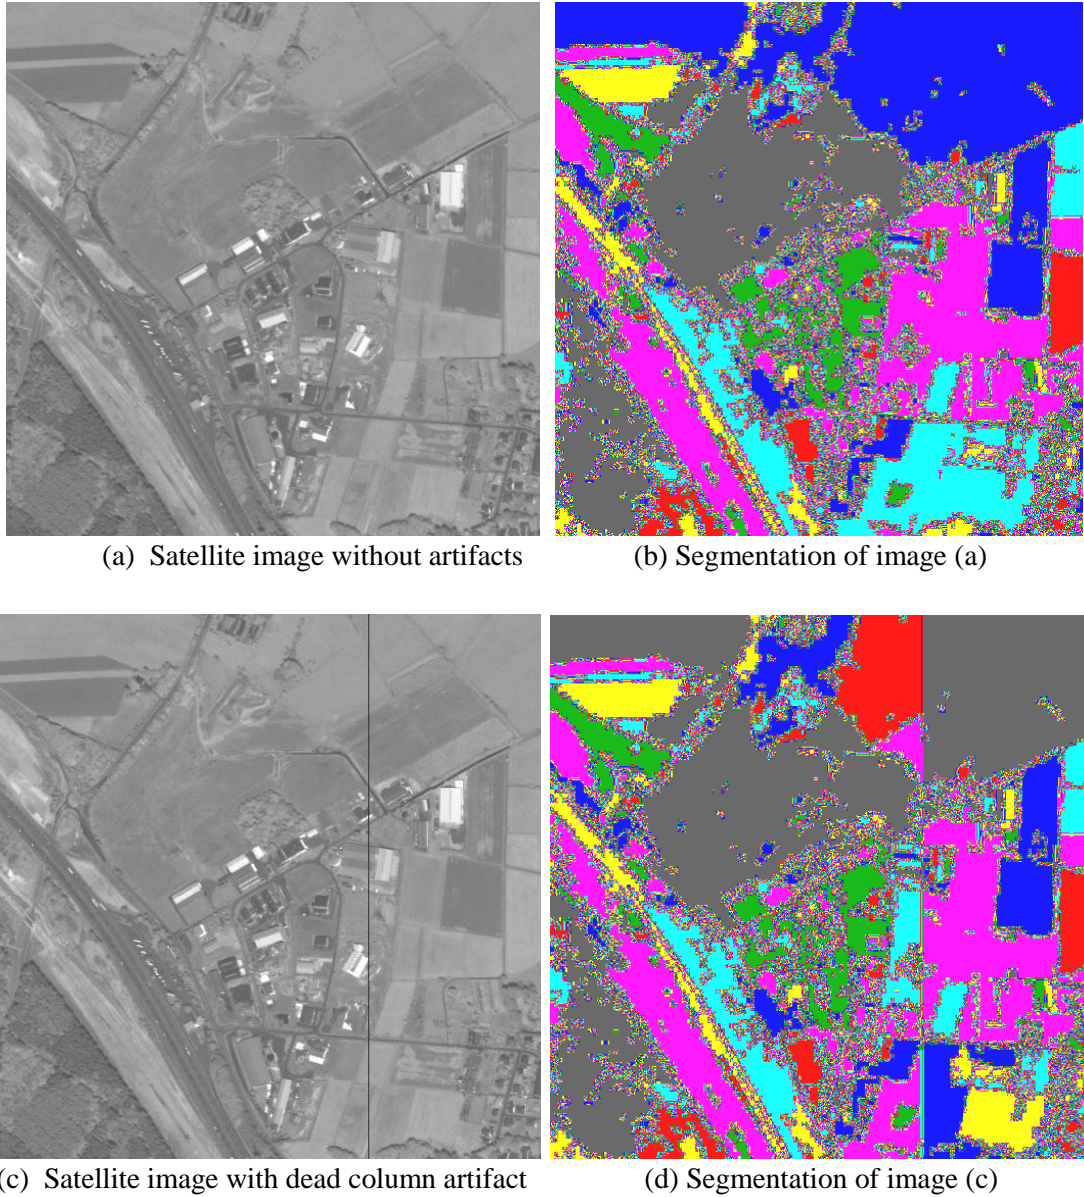 (a) Satellite image without artifacts
(b) Segmentation of image (a)
(c) Satellite image with dead column artifact
(d) Segmentation of image (c)